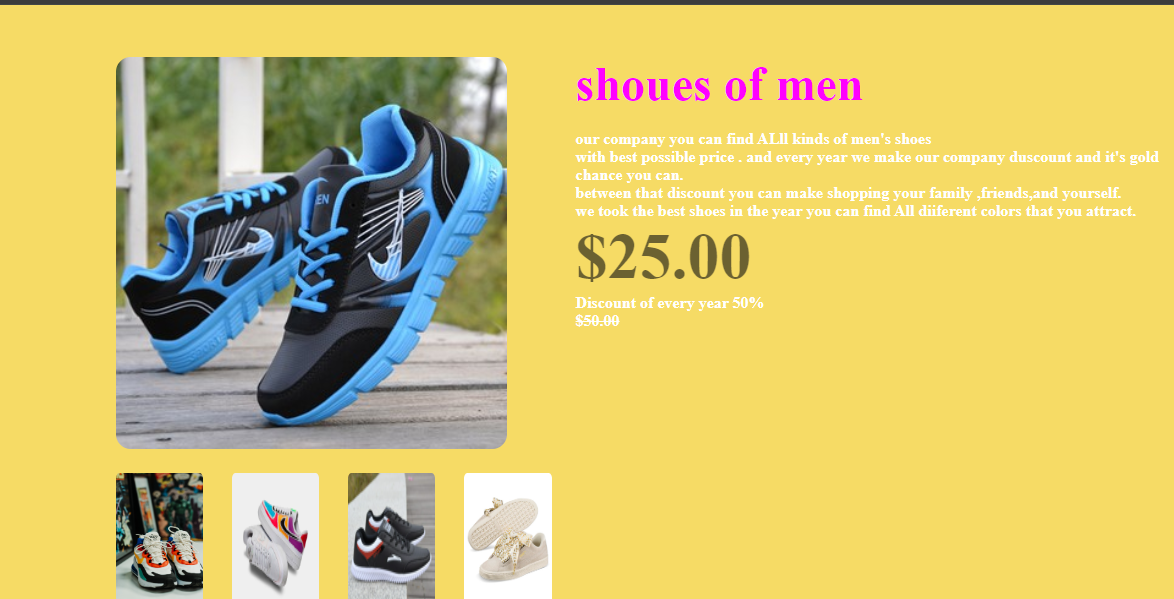 shoues of men
our company you can find ALll kinds of men's shoes
with best possible price . and every year we make our company duscount and it's gold
chance you can.
between that discount you can make shopping your family ,friends,and yourself.
we took the best shoes in the year you can find All diiferent colors that you attract.
$25.00
Discount of every year 50%
$50.00